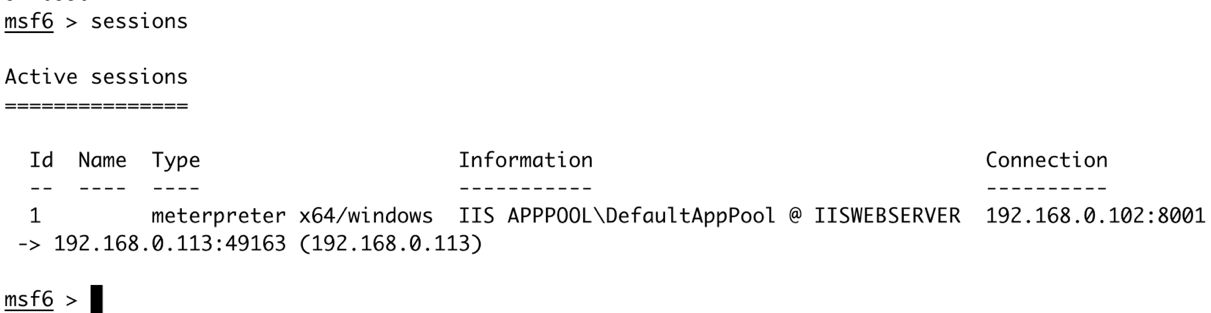 msf6 > sessions
Active sessions
===============
Id Name Type Information Connection
-- ---- ---- ----------- ----------
1 meterpreter x64/windows IIS APPPOOL\DefaultAppPool @ IISWEBSERVER 192.168.0.102:8001
-> 192.168.0.113:49163 (192.168.0.113)
msf6 >